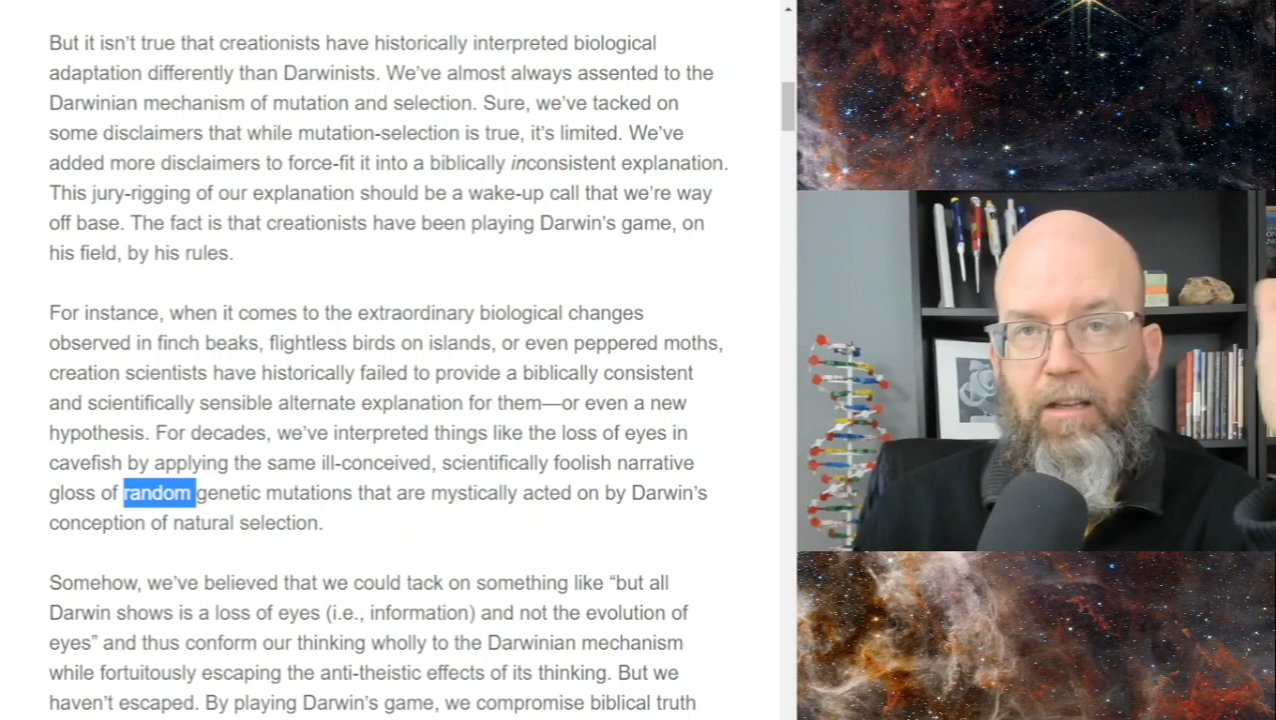 But it isn’t true that creationists have historically interpreted biological
adaptation differently than Darwinists. We’ve almost always assented to the
Darwinian mechanism of mutation and selection. Sure, we’ve tacked on
some disclaimers that while mutation-selection is true, it’s limited. We’ve
added more disclaimers to force-fit it into a biblically inconsistent explanation.
This jury-rigging of our explanation should be a wake-up call that we’re way
off base. The fact is that creationists have been playing Darwin’s game, on
his field, by his rules.
For instance, when it comes to the extraordinary biological changes
observed in finch beaks, flightless birds on islands, or even peppered moths,
creation scientists have historically failed to provide a biblically consistent
and scientifically sensible alternate explanation for them—or even a new
hypothesis. For decades, we’ve interpreted things like the loss of eyes in
cavefish by applying the same ill-conceived, scientifically foolish narrative
gloss of random genetic mutations that are mystically acted on by Darwin’s
conception of natural selection.
Somehow, we’ve believed that we could tack on something like “but all
Darwin shows is a loss of eyes (i.e., information) and not the evolution of
eyes” and thus conform our thinking wholly to the Darwinian mechanism
while fortuitously escaping the anti-theistic effects of its thinking. But we
haven’t escaped. By playing Darwin’s game, we compromise biblical truth